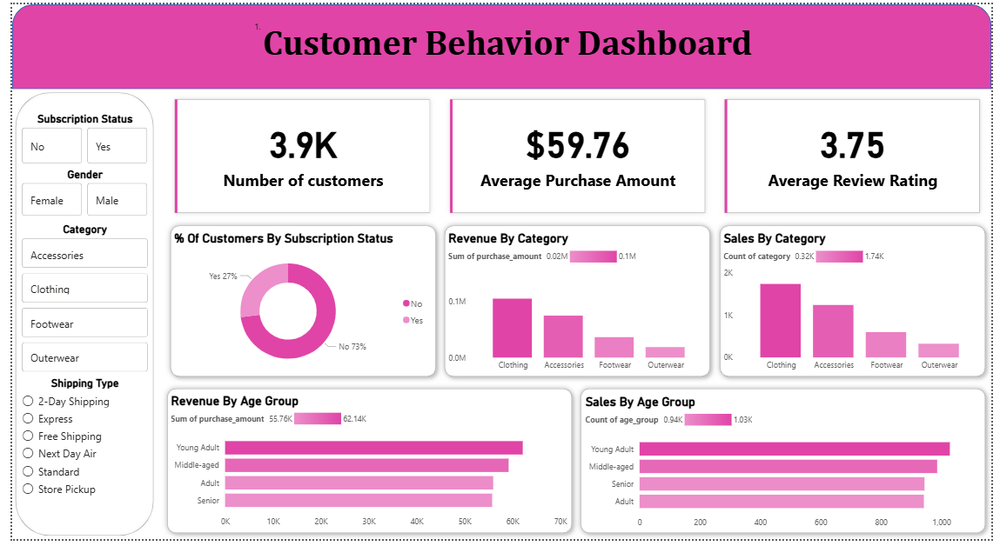 1.
Customer Behavior Dashboard
Subscription Status
No
Yes
Gender
Female
Male
Category
Accessories
Clothing
Footwear
Outerwear
Shipping Type
2-Day Shipping
Express
Free Shipping
Next Day Air
Standard
Store Pickup
3.9K
Number of customers
$59.76
Average Purchase Amount
3.75
Average Review Rating
% Of Customers By Subscription Status
Yes 27%
No 73%
No
Yes
Revenue By Category
Sum of purchase_amount 0.02M 0.1M
0.1M
0.0M
Clothing Accessories Footwear Outerwear
Sales By Category
Count of category 0.32K 1.74K
2K
1K
0K
Clothing Accessories Footwear Outerwear
Revenue By Age Group
Sum of purchase_amount 55.76K 62.14K
Young Adult
Middle-aged
Adult
Senior
0K 10K 20K 30K 40K 50K 60K 70K
Sales By Age Group
Count of age_group 0.94K 1.03K
Young Adult
Middle-aged
Senior
Adult
0 200 400 600 800 1,000